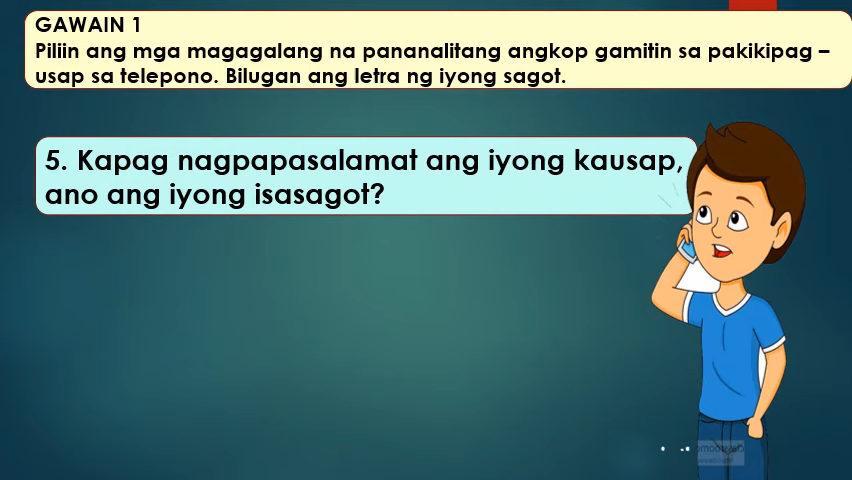 GAWAIN 1
Piliin ang mga magagalang na pananalitang angkop gamitin sa pakikipag –
usap sa telepono. Bilugan ang letra ng iyong sagot.
5. Kapag nagpapasalamat ang iyong kausap,
ano ang iyong isasagot?